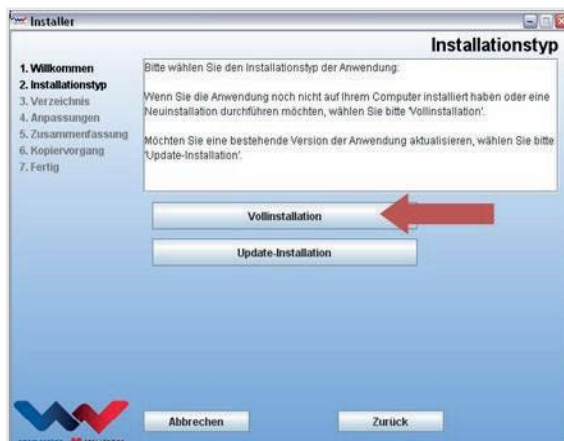 Installer
Installationstyp
1. Willkommen
2. Installationstyp
3. Verzeichnis
4. Anpassungen
5. Zusammenfassung
6. Kopiervorgang
7. Fertig
Bitte wählen Sie den Installationstyp der Anwendung:
Wenn Sie die Anwendung noch nicht auf Ihrem Computer installiert haben oder eine
Neuinstallation durchführen möchten, wählen Sie bitte 'Vollinstallation'.
Möchten Sie eine bestehende Version der Anwendung aktualisieren, wählen Sie bitte
'Update-Installation'.
Vollinstallation
Update-Installation
Abbrechen
Zurück